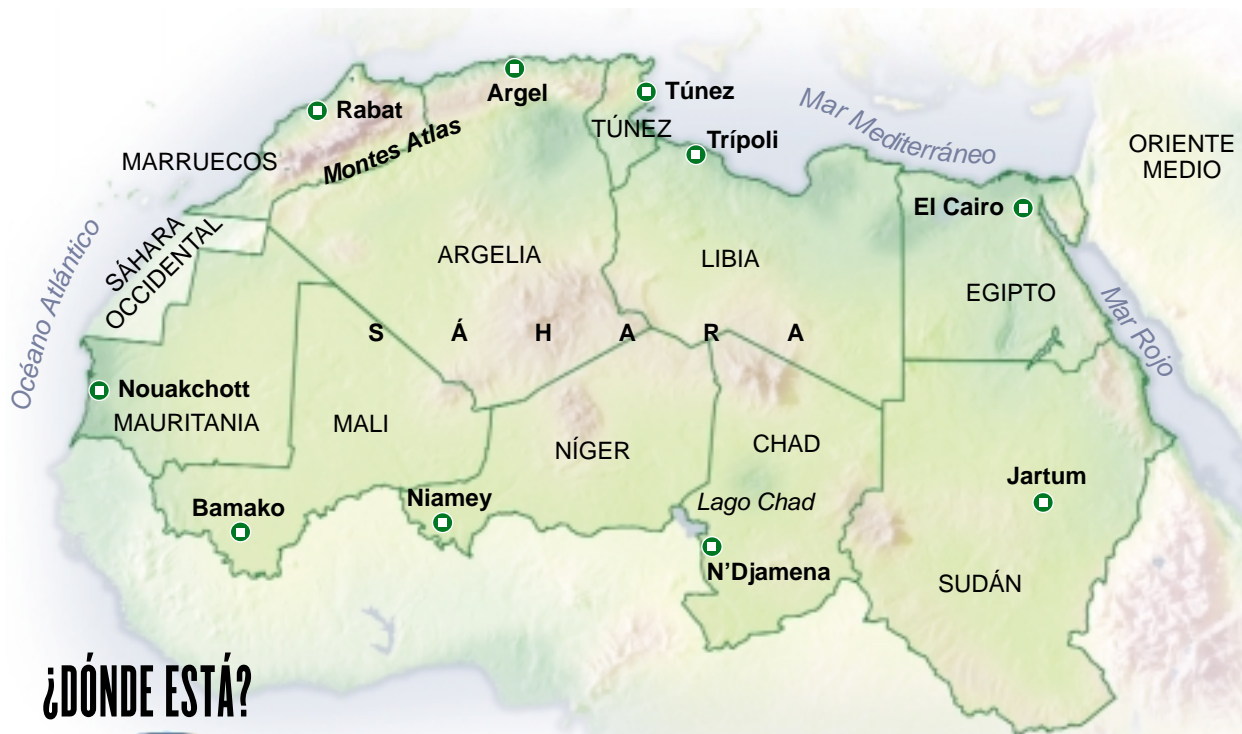 Argel
Túnez
Rabat
Montes Atlas
TÚNEZ
Trípoli
Mar Mediterráneo
ORIENTE
MEDIO
MARRUECOS
El Cairo
Océano Atlántico
SÁHARA
OCCIDENTAL
ARGELIA
LIBIA
EGIPTO
Mar Rojo
S Á H A R A
Nouakchott
MAURITANIA
MALI
NÍGER
CHAD
Bamako
Niamey
Lago Chad
Jartum
N'Djamena
SUDÁN
¿DÓNDE ESTÁ?